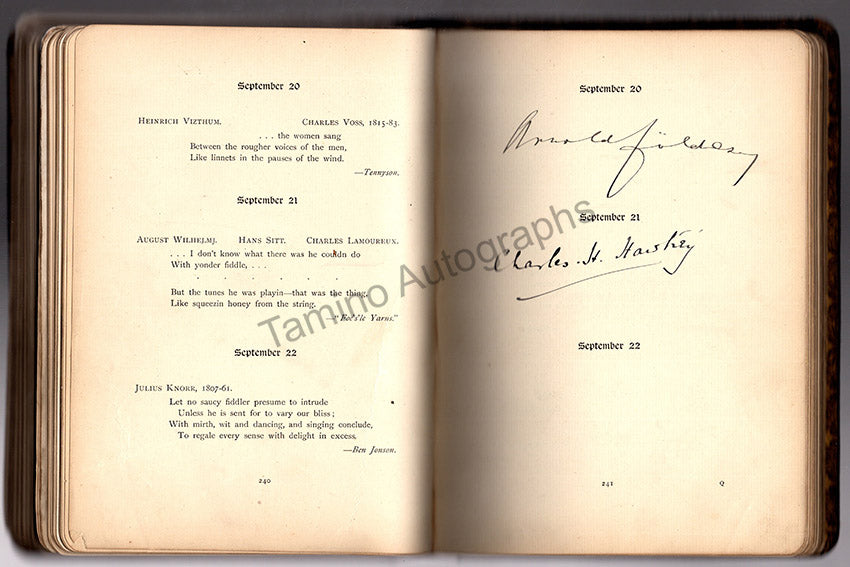 September 20
HEINRICH VIZTHUM. CHARLES VOSS, 1815-83.
. . . the women sang
Between the rougher voices of the men,
Like linnets in the pauses of the wind.
—Tennyson.
September 21
AUGUST WILHELMJ. HANS SITT. CHARLES LAMOUREUX.
. . . I don't know what there was he couldn do
With yonder fiddle, . . .
. . . . .
But the tunes he was playin—that was the thing,
Like squeezin honey from the string.
—"Fo'c's'le Yarns."
September 22
JULIUS KNORR, 1807-61.
Let no saucy fiddler presume to intrude
Unless he is sent for to vary our bliss;
With mirth, wit and dancing, and singing conclude,
To regale every sense with delight in excess.
—Ben Jonson.
240
September 20
Arnold Földesy
September 21
Charles. H.
September 22
241 Q
Tamino Autographs